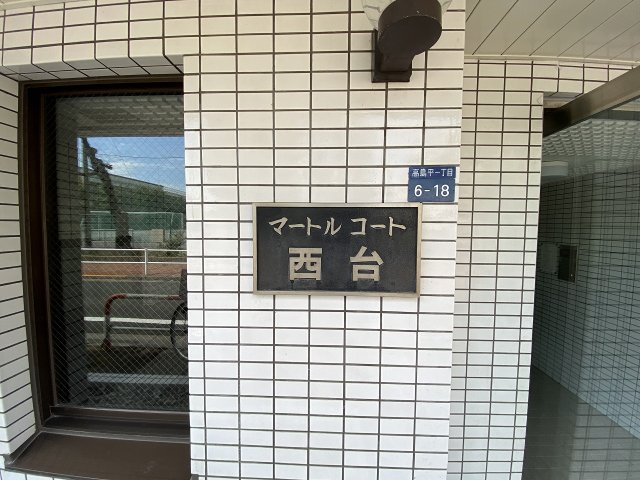 高島平一丁目
6-18
マートル コート
西台